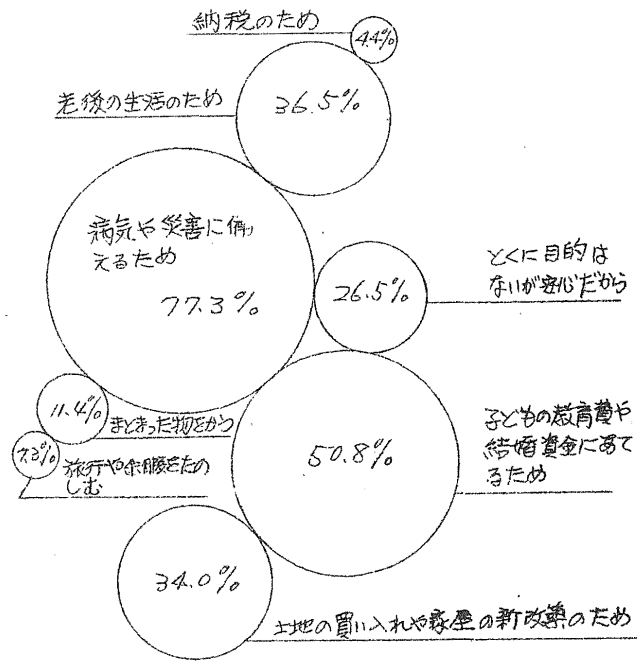 納税のため
4.4%
老後の生活のため
36.5%
病気や災害に備
えるため
77.3%
26.5%
とくに目的は
ないが安心だから
11.4%
まとまった物をかう
7.3%
旅行や余暇をたの
しむ
50.8%
子どもの教育費や
結婚資金にあて
るため
34.0%
土地の買い入れや家屋の新改築のため